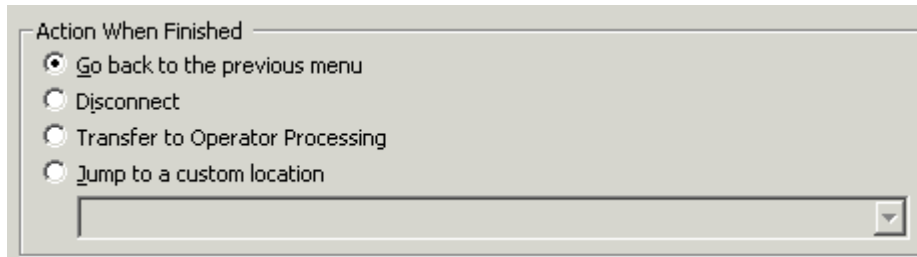 Action When Finished
Go back to the previous menu
Disconnect
Transfer to Operator Processing
Jump to a custom location